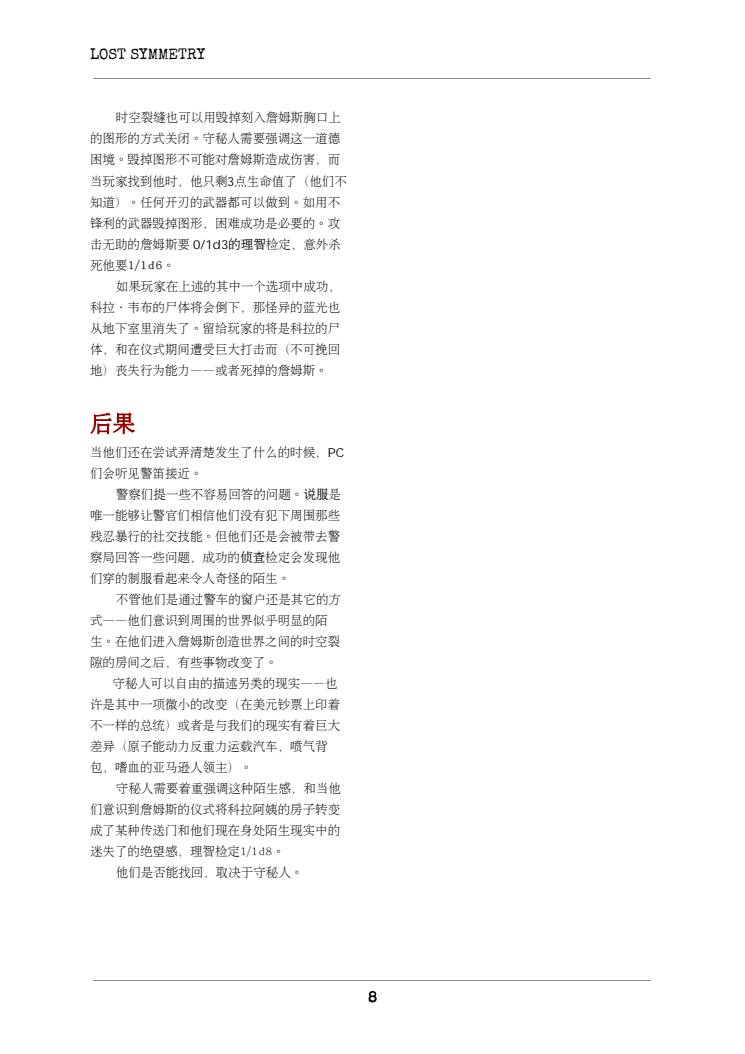 LOST SYMMETRY
时空裂缝也可以用毁掉刻入詹姆斯胸口上
的图形的方式关闭。守秘人需要强调这一道德
困境。毁掉图形不可能对詹姆斯造成伤害，而
当玩家找到他时，他只剩3点生命值了（他们不
知道）。任何开刃的武器都可以做到。如用不
锋利的武器毁掉图形，困难成功是必要的。攻
击无助的詹姆斯要 0/1d3的理智检定，意外杀
死他要1/1d6。
如果玩家在上述的其中一个选项中成功，
科拉·韦布的尸体将会倒下，那怪异的蓝光也
从地下室里消失了。留给玩家的将是科拉的尸
体，和在仪式期间遭受巨大打击而（不可挽回
地）丧失行为能力——或者死掉的詹姆斯。
后果
当他们还在尝试弄清楚发生了什么的时候，PC
们会听见警笛接近。
警察们提一些不容易回答的问题。说服是
唯一能够让警官们相信他们没有犯下周围那些
残忍暴行的社交技能。但他们还是会被带去警
察局回答一些问题，成功的侦查检定会发现他
们穿的制服看起来令人奇怪的陌生。
不管他们是通过警车的窗户还是其它的方
式——他们意识到周围的世界似乎明显的陌
生。在他们进入詹姆斯创造世界之间的时空裂
隙的房间之后，有些事物改变了。
守秘人可以自由的描述另类的现实——也
许是其中一项微小的改变（在美元钞票上印着
不一样的总统）或者是与我们的现实有着巨大
差异（原子能动力反重力运载汽车，喷气背
包，嗜血的亚马逊人领主）。
守秘人需要着重强调这种陌生感，和当他
们意识到詹姆斯的仪式将科拉阿姨的房子转变
成了某种传送门和他们现在身处陌生现实中的
迷失了的绝望感，理智检定1/1d8。
他们是否能找回，取决于守秘人。
8